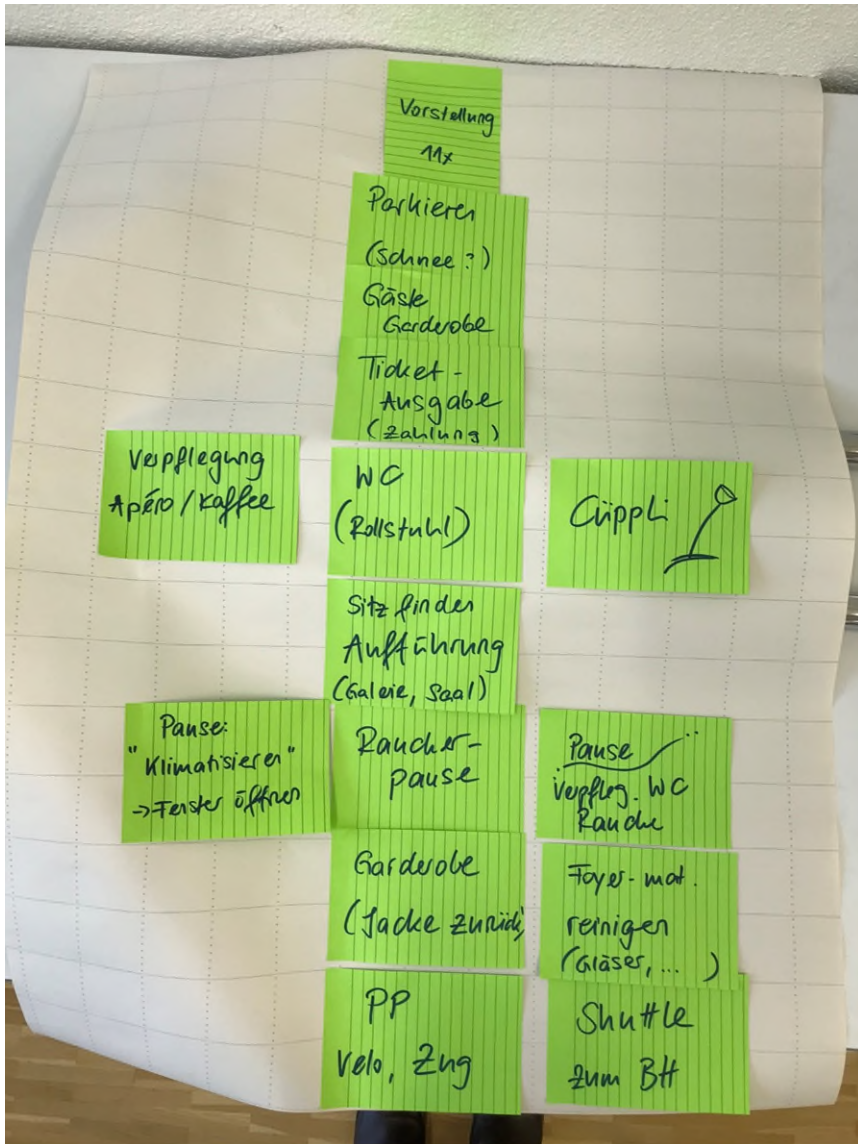 Vorstellung
11x
Parkieren
(Schnee?)
Gäste
Garderobe
Ticket-
Ausgabe
(Zahlung)
Verpflegung
Apéro/Kaffee
WC
(Rollstuhl)
Cüppli
Sitz finden
Aufführung
(Galerie, Saal)
Pause:
"Klimatisieren"
→Fenster öffnen
Raucher-
pause
Pause
Verpfleg. WC
Rauche
Garderobe
(Jacke zurück)
Foyer-mat.
reinigen
(Gläser, ...)
PP
Velo, Zug
Shuttle
zum BH